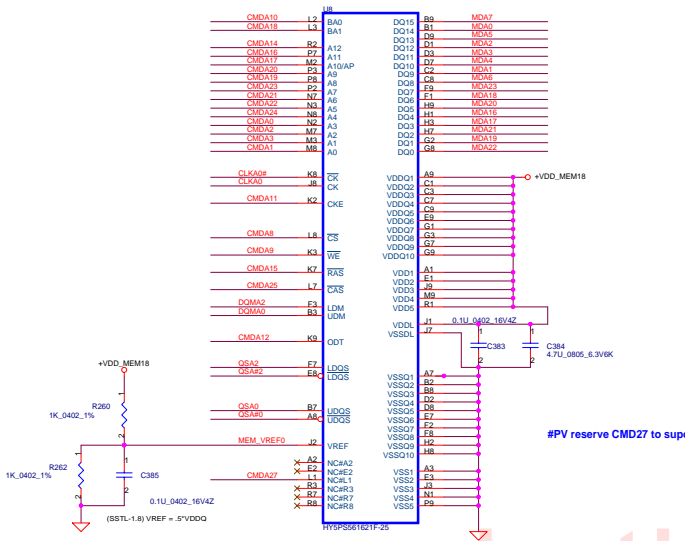 U8
CMDA10 L2 BA0 DQ15 B9 MDA7
CMDA18 L3 BA1 DQ14 B1 MDA0
DQ13 D9 MDA5
CMDA14 R2 A12 DQ12 D1 MDA2
CMDA16 P7 A11 DQ11 D3 MDA3
CMDA17 M2 A10/AP DQ10 D7 MDA4
CMDA20 P3 A9 DQ9 C2 MDA1
CMDA19 P8 A8 DQ8 C8 MDA6
CMDA23 P2 A7 DQ7 F9 MDA23
CMDA21 N7 A6 DQ6 F1 MDA18
CMDA22 N3 A5 DQ5 H9 MDA20
CMDA24 N8 A4 DQ4 H1 MDA16
CMDA0 N2 A3 DQ3 H3 MDA17
CMDA2 M7 A2 DQ2 H7 MDA21
CMDA3 M3 A1 DQ1 G2 MDA19
CMDA1 M8 A0 DQ0 G8 MDA22
CLKA0# K8 CK VDDQ1 A9 +VDD_MEM18
CLKA0 J8 CK VDDQ2 C1
VDDQ3 C3
CMDA11 K2 CKE VDDQ4 C7
VDDQ5 C9
VDDQ6 E9
VDDQ7 G1
CMDA8 L8 CS VDDQ8 G3
VDDQ9 G7
CMDA9 K3 WE VDDQ10 G9
CMDA15 K7 RAS VDD1 A1
VDD2 E1
CMDA25 L7 CAS VDD3 J9
VDD4 M9
DQMA2 F3 LDM VDD5 R1
DQMA0 B3 UDM
VDDL J1 0.1U_0402_16V4Z
VSSDL J7
CMDA12 K9 ODT
1 C383 2
1 C384 2
4.7U_0805_6.3V6K
+VDD_MEM18
QSA2 F7 LDQS VSSQ1 A7
QSA#2 E8 LDQS VSSQ2 B2
VSSQ3 B8
VSSQ4 D2
QSA0 B7 UDQS VSSQ5 D8
QSA#0 A8 UDQS VSSQ6 E7
VSSQ7 F2
VSSQ8 F8
MEM_VREF0 J2 VREF VSSQ9 H2
VSSQ10 H8
1 R260 2
1K_0402_1%
#PV reserve CMD27 to supo
A2 NC#A2
E2 NC#E2 VSS1 A3
CMDA27 L1 NC#L1 VSS2 E3
R3 NC#R3 VSS3 J3
R7 NC#R7 VSS4 N1
R8 NC#R8 VSS5 P9
1 R262 2
1K_0402_1%
1 C385 2
0.1U_0402_16V4Z
(SSTL-1.8) VREF = .5*VDDQ
HY5PS561621F-25